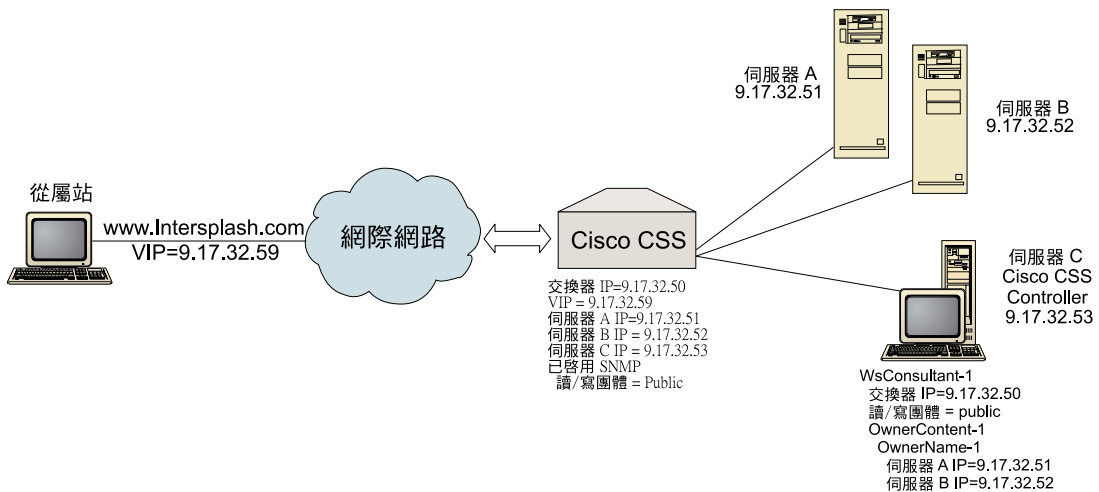 伺服器 A
9.17.32.51
伺服器 B
9.17.32.52
從屬站
www.Intersplash.com
VIP=9.17.32.59
網際網路
Cisco CSS
交換器 IP=9.17.32.50
VIP = 9.17.32.59
伺服器 A IP=9.17.32.51
伺服器 B IP = 9.17.32.52
伺服器 C IP = 9.17.32.53
已啓用 SNMP
讀/寫團體 = Public
伺服器 C
Cisco CSS
Controller
9.17.32.53
WsConsultant-1
交換器 IP=9.17.32.50
讀/寫團體 = public
OwnerContent-1
OwnerName-1
伺服器 A IP=9.17.32.51
伺服器 B IP=9.17.32.52